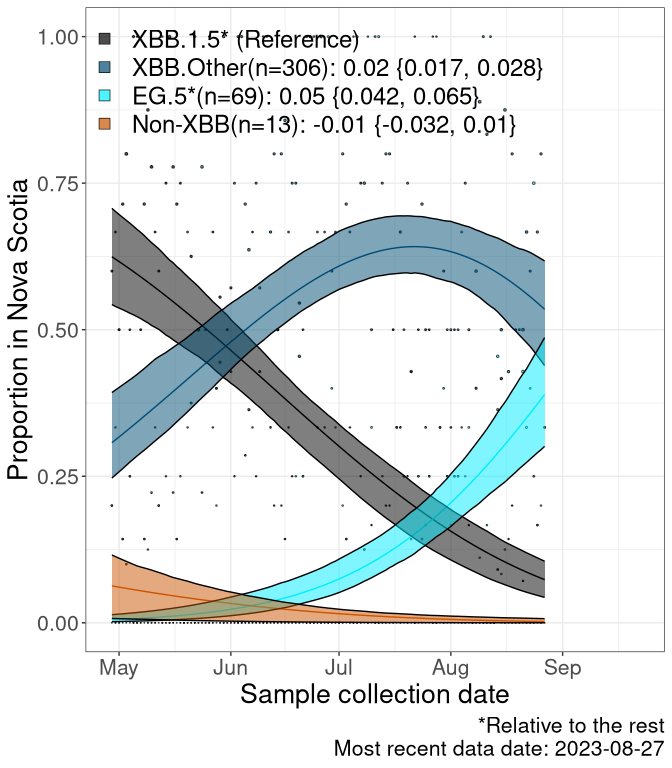 1.00
XBB.1.5* (Reference)
XBB.Other(n=306): 0.02 {0.017, 0.028}
EG.5*(n=69): 0.05 {0.042, 0.065}
Non-XBB(n=13): -0.01 {-0.032, 0.01}
0.75
0.50
0.25
0.00
Proportion in Nova Scotia
May Jun Jul Aug Sep
Sample collection date
*Relative to the rest
Most recent data date: 2023-08-27